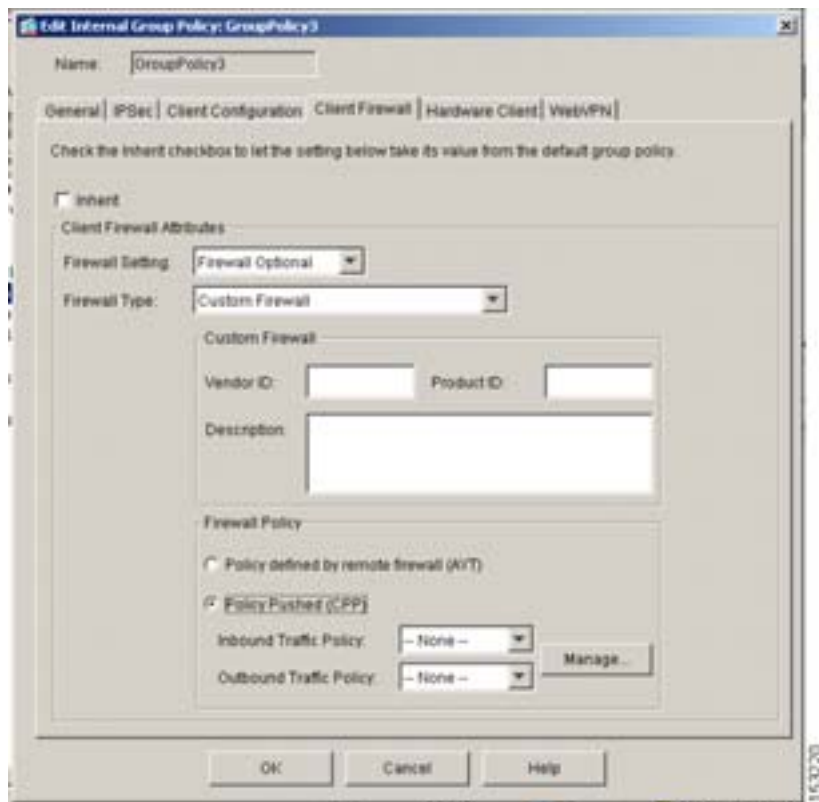 Edit Internal Group Policy: GroupPolicy3
Name: GroupPolicy3
General IPSec Client Configuration Client Firewall Hardware Client WebVPN
Check the Inherit checkbox to let the setting below take its value from the default group policy.
Inherit
Client Firewall Attributes
Firewall Setting: Firewall Optional
Firewall Type: Custom Firewall
Custom Firewall
Vendor ID: Product ID:
Description:
Firewall Policy
Policy defined by remote firewall (AYT)
Policy Pushed (CPP)
Inbound Traffic Policy: -- None --
Manage...
Outbound Traffic Policy: -- None --
OK Cancel Help
153220